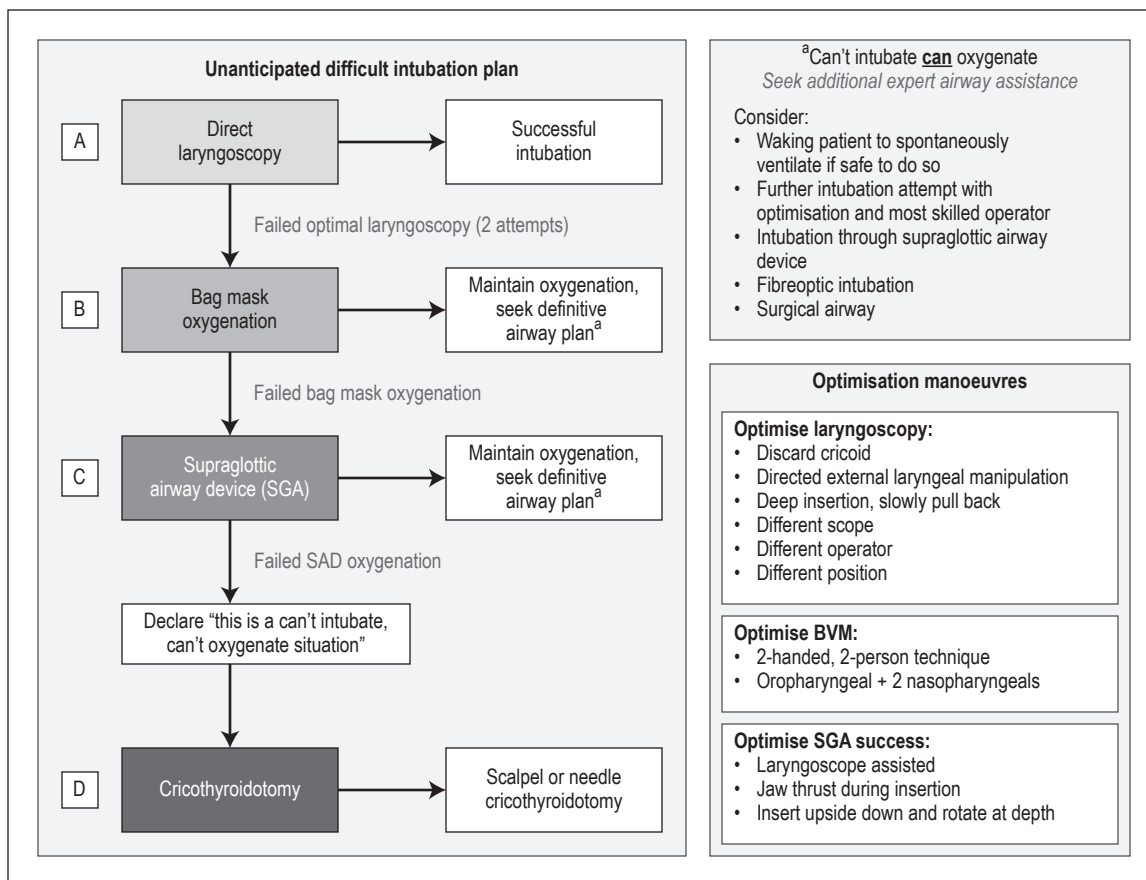 Unanticipated difficult intubation plan
A
Direct
laryngoscopy
Successful
intubation
Failed optimal laryngoscopy (2 attempts)
B
Bag mask
oxygenation
Maintain oxygenation,
seek definitive
airway planᵃ
Failed bag mask oxygenation
C
Supraglottic
airway device (SGA)
Maintain oxygenation,
seek definitive
airway planᵃ
Failed SAD oxygenation
Declare “this is a can’t intubate,
can’t oxygenate situation”
D
Cricothyroidotomy
Scalpel or needle
cricothyroidotomy
ᵃCan’t intubate can oxygenate
Seek additional expert airway assistance
Consider:
• Waking patient to spontaneously
ventilate if safe to do so
• Further intubation attempt with
optimisation and most skilled operator
• Intubation through supraglottic airway
device
• Fibreoptic intubation
• Surgical airway
Optimisation manoeuvres
Optimise laryngoscopy:
• Discard cricoid
• Directed external laryngeal manipulation
• Deep insertion, slowly pull back
• Different scope
• Different operator
• Different position
Optimise BVM:
• 2-handed, 2-person technique
• Oropharyngeal + 2 nasopharyngeals
Optimise SGA success:
• Laryngoscope assisted
• Jaw thrust during insertion
• Insert upside down and rotate at depth